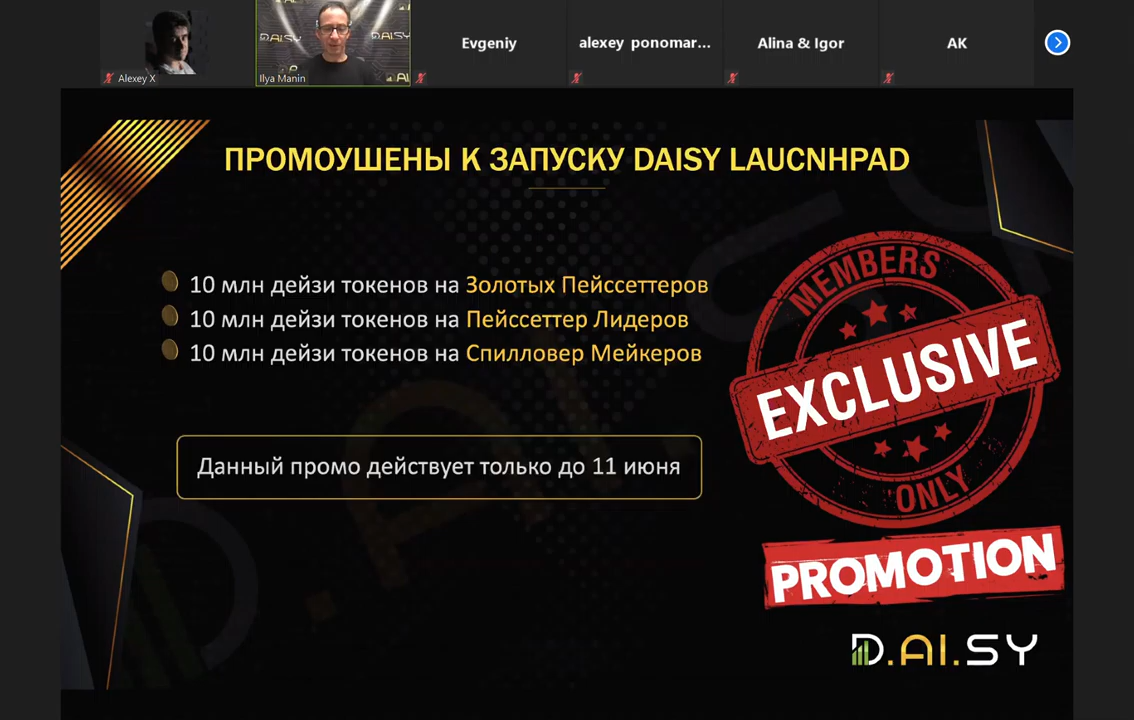 Alexey X
DAISY
DAISY
Ilya Manin
Evgeniy
alexey ponomar...
Alina & Igor
AK
ПРОМОУШЕНЫ К ЗАПУСКУ DAISY LAUCNHPAD
10 млн дейзи токенов на Золотых Пейссеттеров
10 млн дейзи токенов на Пейссеттер Лидеров
10 млн дейзи токенов на Спилловер Мейкеров
Данный промо действует только до 11 июня
MEMBERS
EXCLUSIVE
ONLY
PROMOTION
D.AI.SY